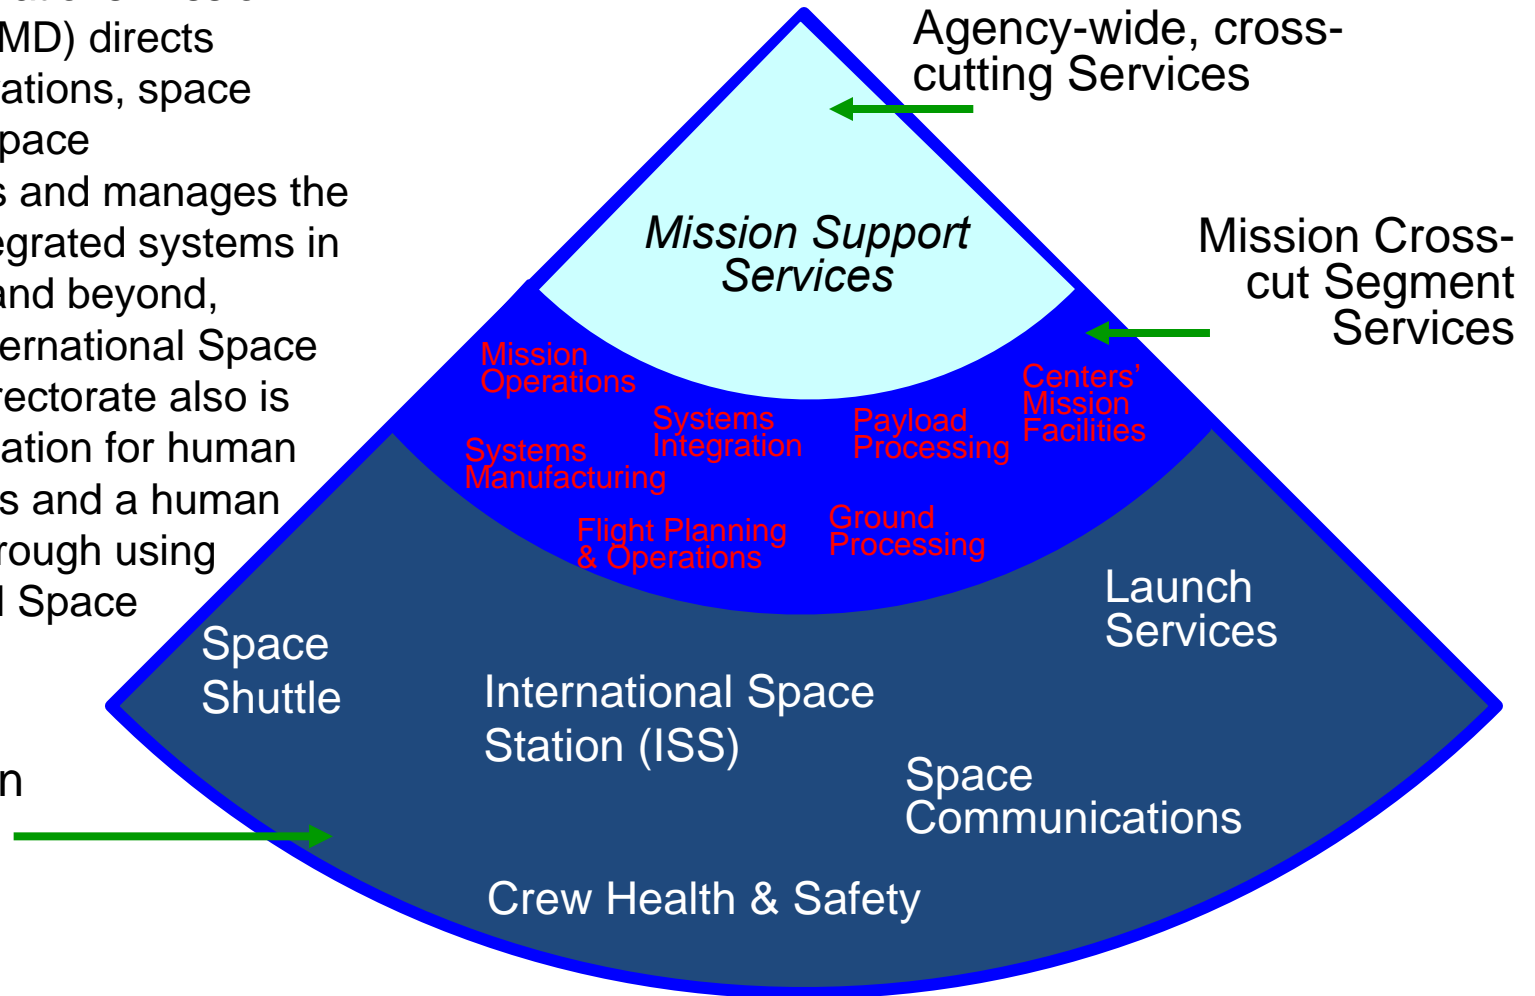 MD) directs
ations, space
pace
s and manages the
egrated systems in
and beyond,
ternational Space
rectorate also is
ation for human
s and a human
rough using
l Space
n
Agency-wide, cross-
cutting Services
Mission Cross-
cut Segment
Services
Mission Support
Services
Mission
Operations
Systems
Manufacturing
Systems
Integration
Payload
Processing
Centers’
Mission
Facilities
Flight Planning
& Operations
Ground
Processing
Space
Shuttle
International Space
Station (ISS)
Launch
Services
Space
Communications
Crew Health & Safety